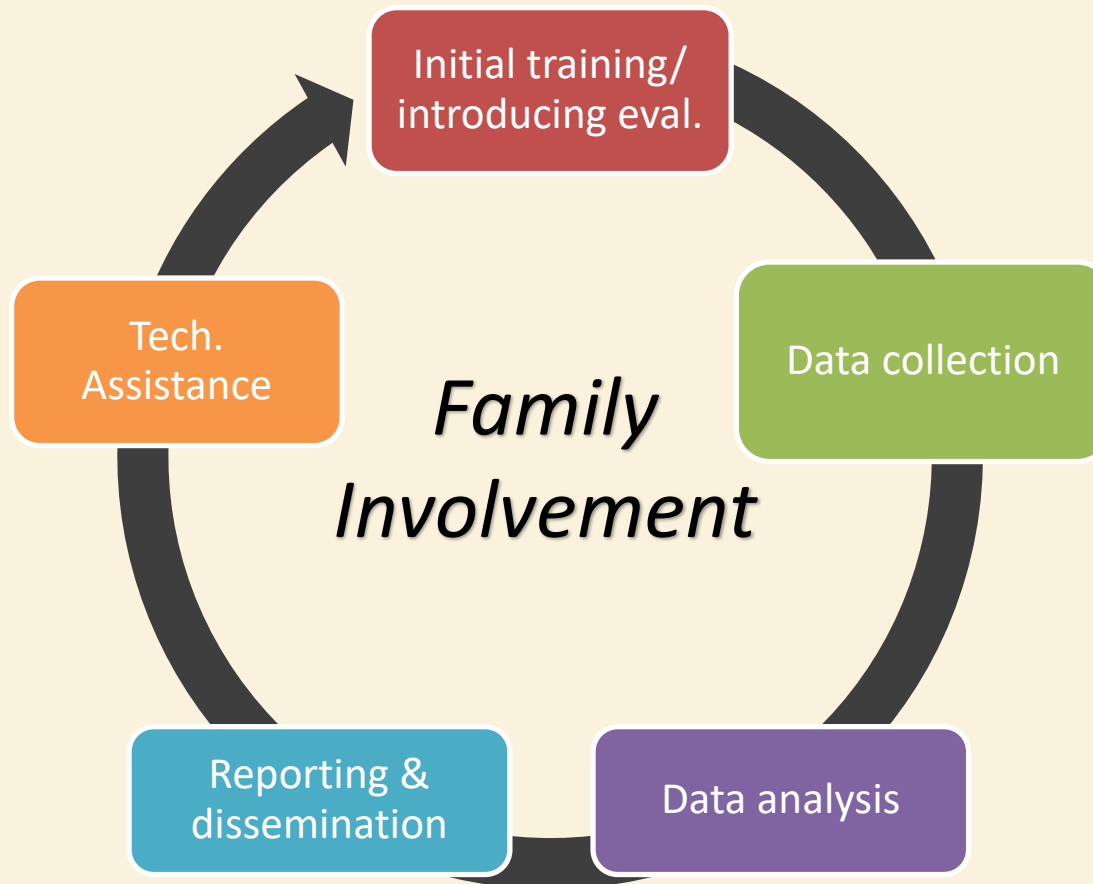 Initial training/
introducing eval.
Data collection
Data analysis
Reporting &
dissemination
Tech.
Assistance
Family
Involvement